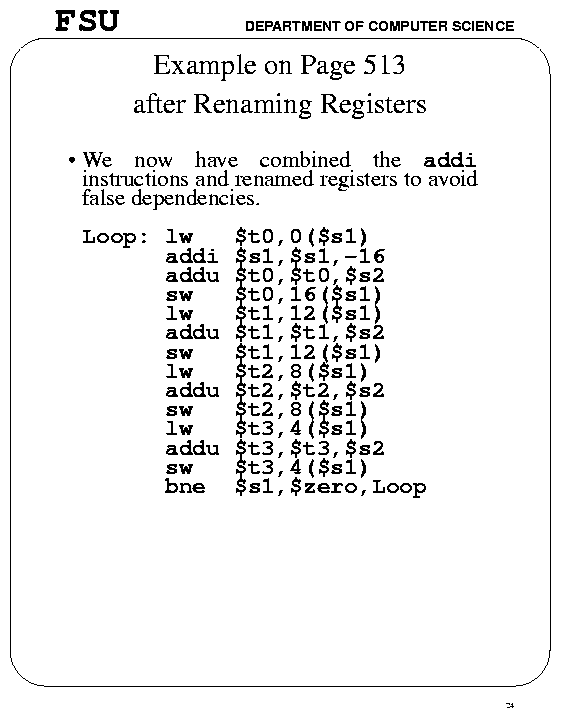 FSU DEPARTMENT OF COMPUTER SCIENCE
Example on Page 513
after Renaming Registers
• We now have combined the addi
instructions and renamed registers to avoid
false dependencies.
Loop: lw $t0,0($s1)
addi $s1,$s1,-16
addu $t0,$t0,$s2
sw $t0,16($s1)
lw $t1,12($s1)
addu $t1,$t1,$s2
sw $t1,12($s1)
lw $t2,8($s1)
addu $t2,$t2,$s2
sw $t2,8($s1)
lw $t3,4($s1)
addu $t3,$t3,$s2
sw $t3,4($s1)
bne $s1,$zero,Loop